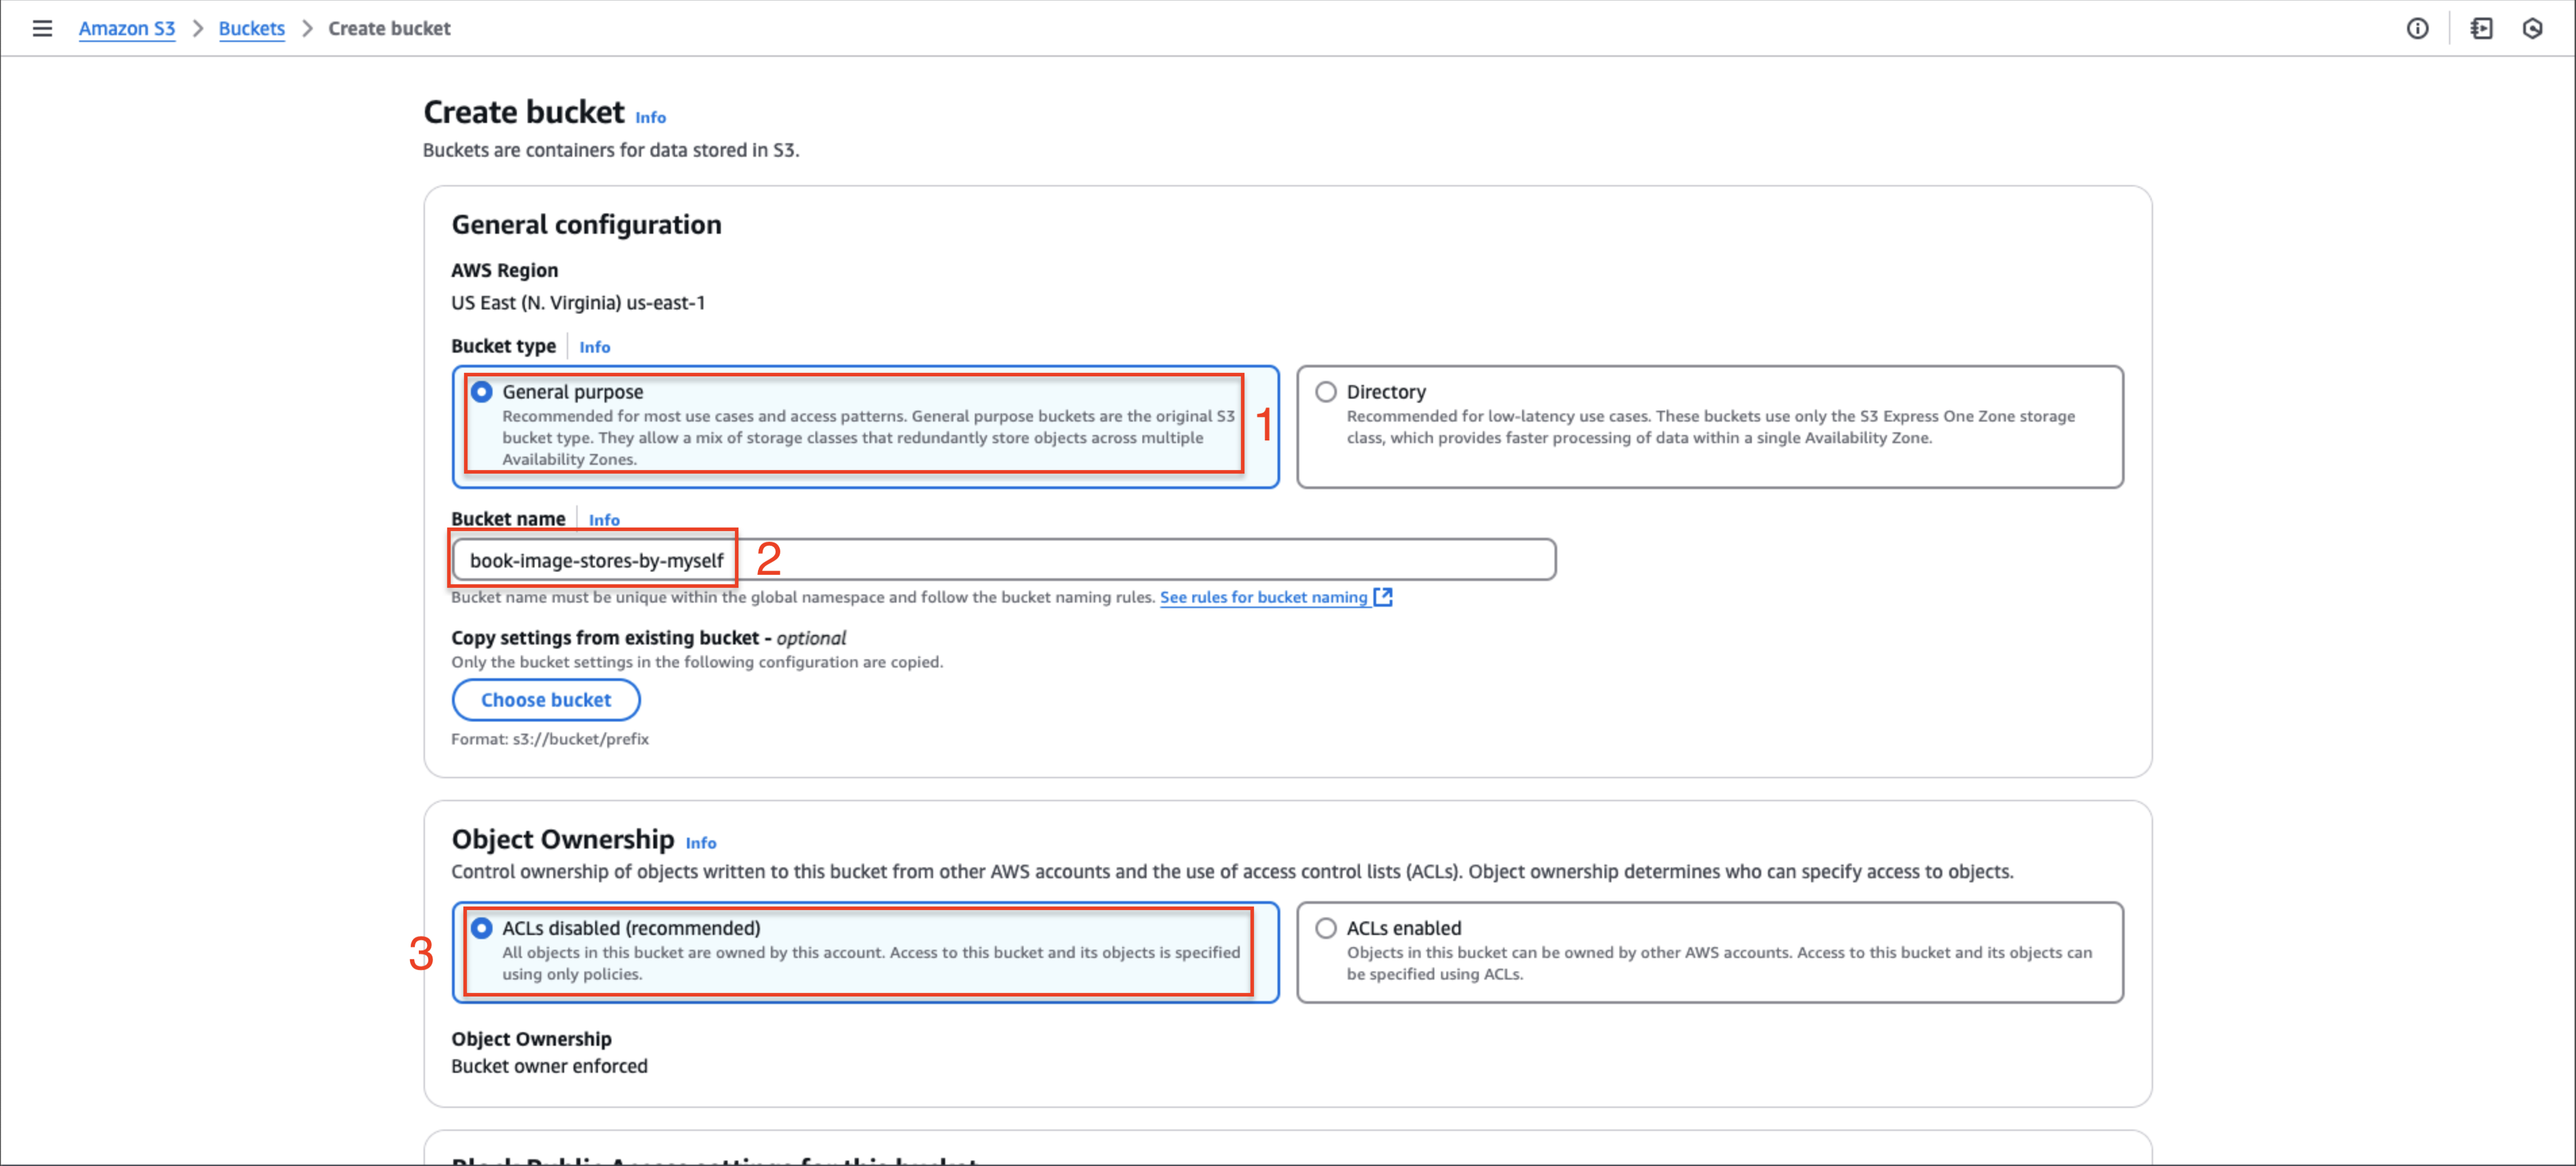 Amazon S3 > Buckets > Create bucket
Create bucket Info
Buckets are containers for data stored in S3.
General configuration
AWS Region
US East (N. Virginia) us-east-1
Bucket type Info
General purpose
Recommended for most use cases and access patterns. General purpose buckets are the original S3
bucket type. They allow a mix of storage classes that redundantly store objects across multiple
Availability Zones.
1
Directory
Recommended for low-latency use cases. These buckets use only the S3 Express One Zone storage
class, which provides faster processing of data within a single Availability Zone.
Bucket name Info
book-image-stores-by-myself
2
Bucket name must be unique within the global namespace and follow the bucket naming rules. See rules for bucket naming
Copy settings from existing bucket - optional
Only the bucket settings in the following configuration are copied.
Choose bucket
Format: s3://bucket/prefix
Object Ownership Info
Control ownership of objects written to this bucket from other AWS accounts and the use of access control lists (ACLs). Object ownership determines who can specify access to objects.
3
ACLs disabled (recommended)
All objects in this bucket are owned by this account. Access to this bucket and its objects is specified
using only policies.
ACLs enabled
Objects in this bucket can be owned by other AWS accounts. Access to this bucket and its objects can
be specified using ACLs.
Object Ownership
Bucket owner enforced
Block Public Access settings for this bucket